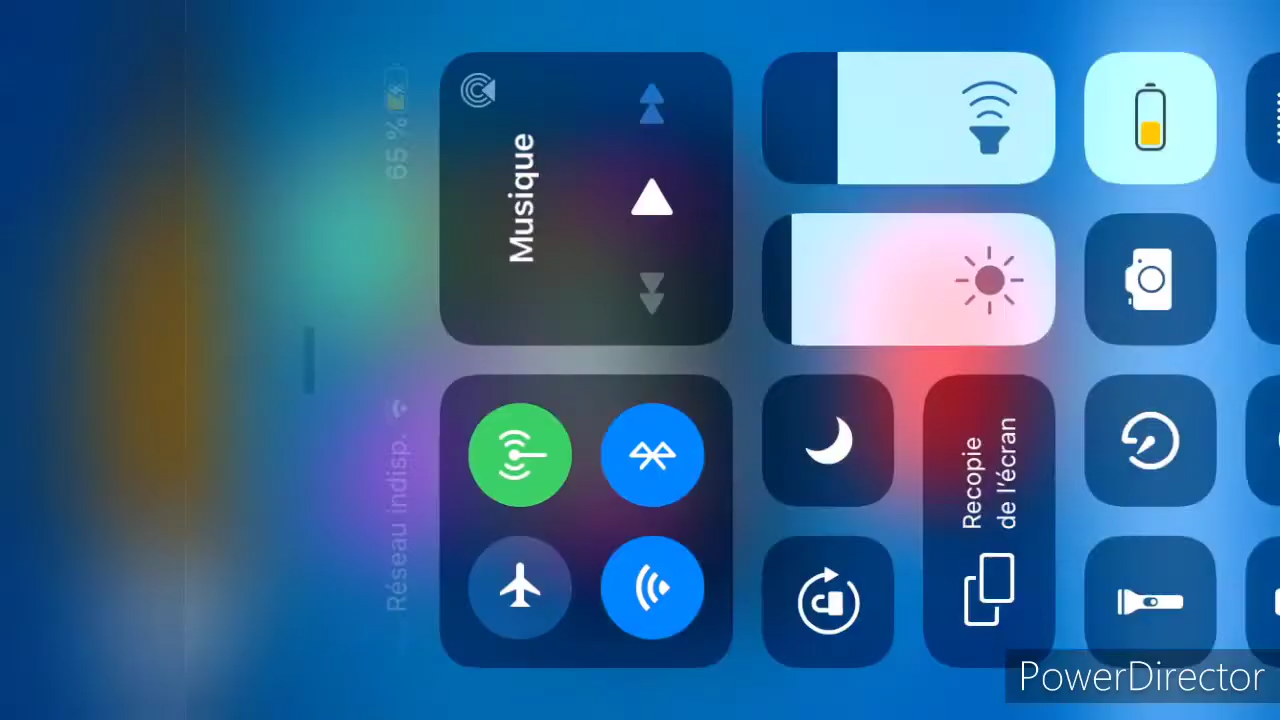 Réseau indisp.
65 %
Musique
Recopie
de l’écran
PowerDirector